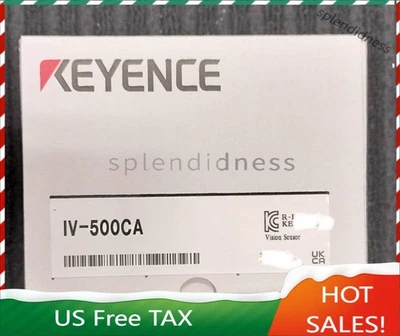 splendidness
KEYENCE
splendidness
IV-500CA
Vision Sensor
UK
CA
US Free TAX
HOT
SALES!